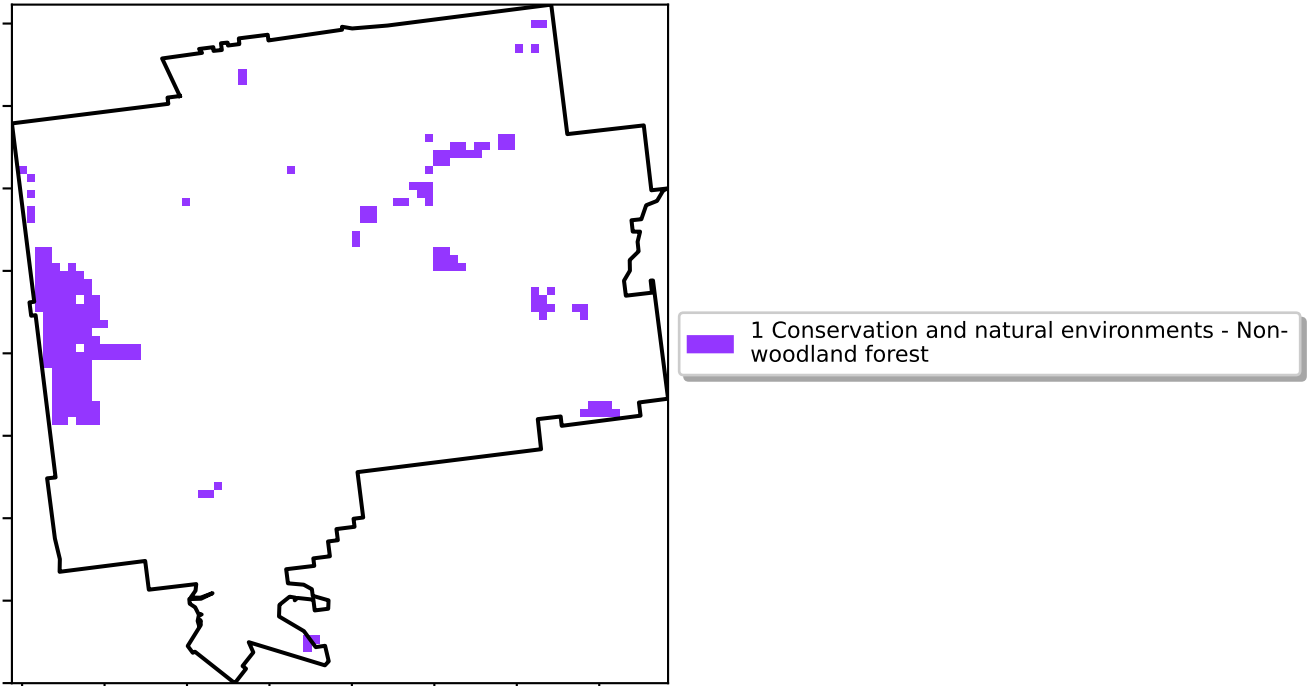 1 Conservation and natural environments - Non-
woodland forest